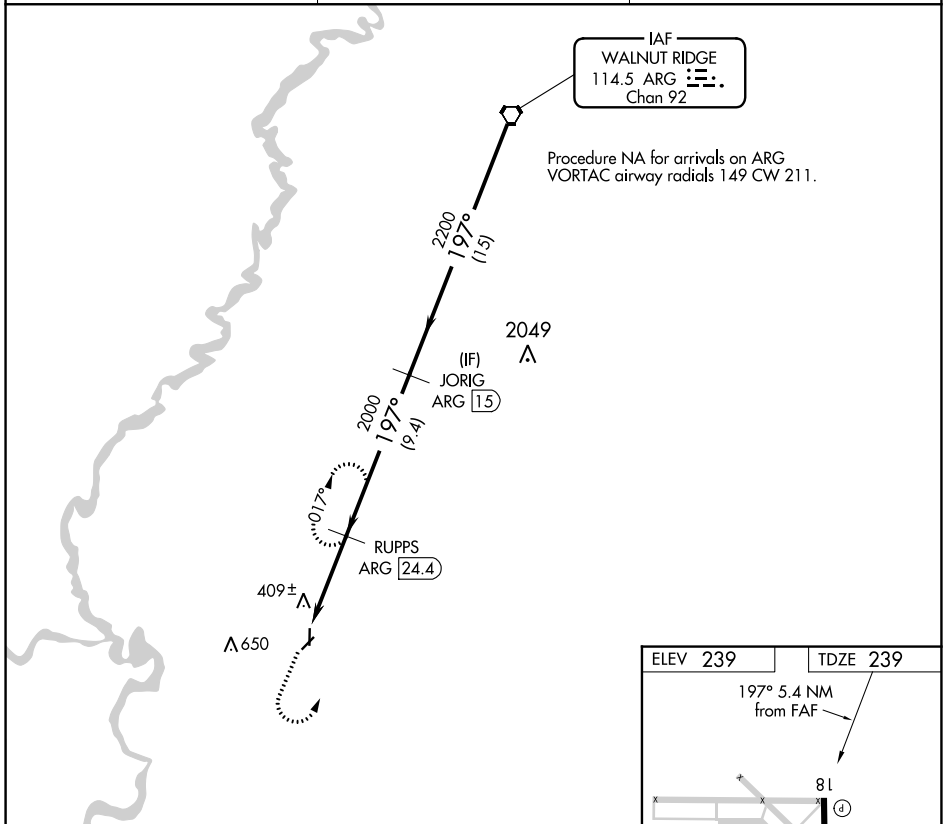 IAF
WALNUT RIDGE
114.5 ARG
Chan 92
Procedure NA for arrivals on ARG
VORTAC airway radials 149 CW 211.
2200
197°
(15)
2049
(IF)
JORIG
ARG 15
2000
197°
(9.4)
017°
RUPPS
ARG 24.4
409±
650
ELEV 239
TDZE 239
197° 5.4 NM
from FAF
18
x
x
x
x
P